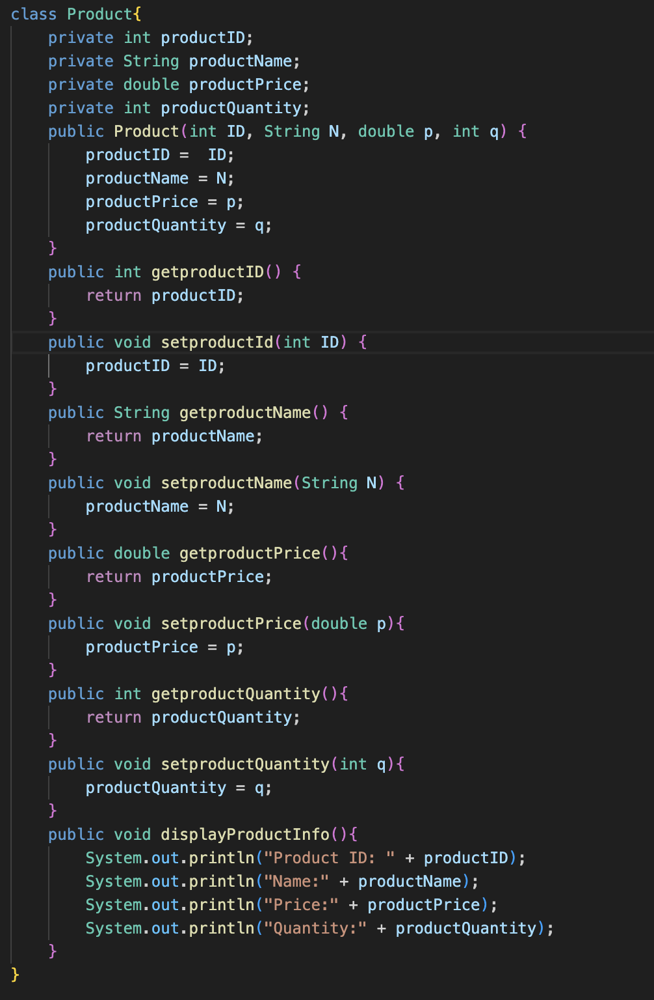 class Product{
    private int productID;
    private String productName;
    private double productPrice;
    private int productQuantity;
    public Product(int ID, String N, double p, int q) {
        productID =  ID;
        productName = N;
        productPrice = p;
        productQuantity = q;
    }
    public int getproductID() {
        return productID;
    }
    public void setproductId(int ID) {
        productID = ID;
    }
    public String getproductName() {
        return productName;
    }
    public void setproductName(String N) {
        productName = N;
    }
    public double getproductPrice(){
        return productPrice;
    }
    public void setproductPrice(double p){
        productPrice = p;
    }
    public int getproductQuantity(){
        return productQuantity;
    }
    public void setproductQuantity(int q){
        productQuantity = q;
    }
    public void displayProductInfo(){
        System.out.println("Product ID: " + productID);
        System.out.println("Name:" + productName);
        System.out.println("Price:" + productPrice);
        System.out.println("Quantity:" + productQuantity);
    }
}